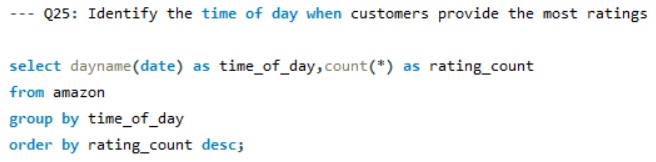 --- Q25: Identify the time of day when customers provide the most ratings
select dayname(date) as time_of_day,count(*) as rating_count
from amazon
group by time_of_day
order by rating_count desc;